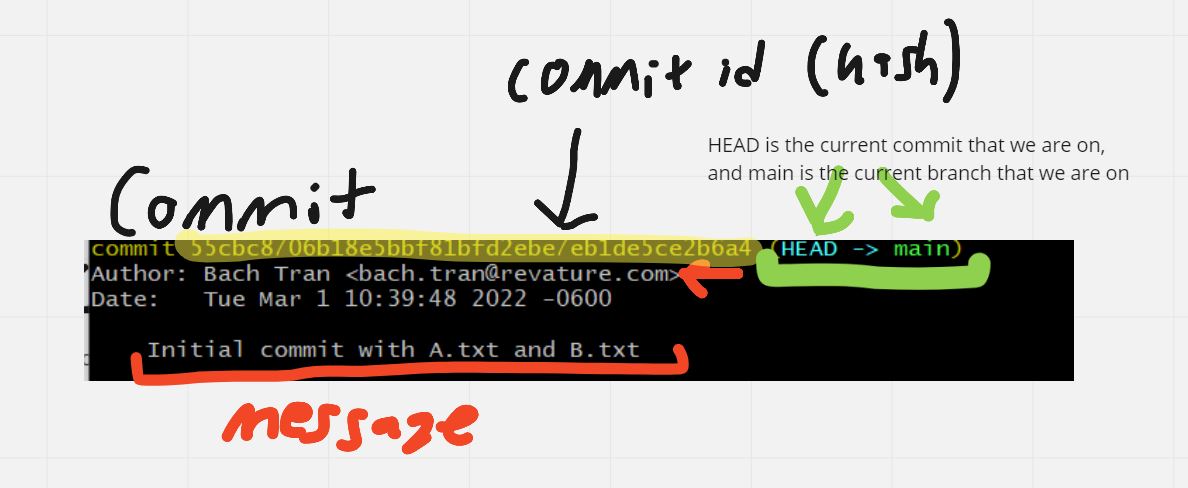 commit id (hash)
HEAD is the current commit that we are on,
and main is the current branch that we are on
Commit
commit 55cbc8706b18e5bbf81bfd2ebe7eb1de5ce2b6a4 (HEAD -> main)
Author: Bach Tran <bach.tran@revature.com>
Date:   Tue Mar 1 10:39:48 2022 -0600
Initial commit with A.txt and B.txt
message